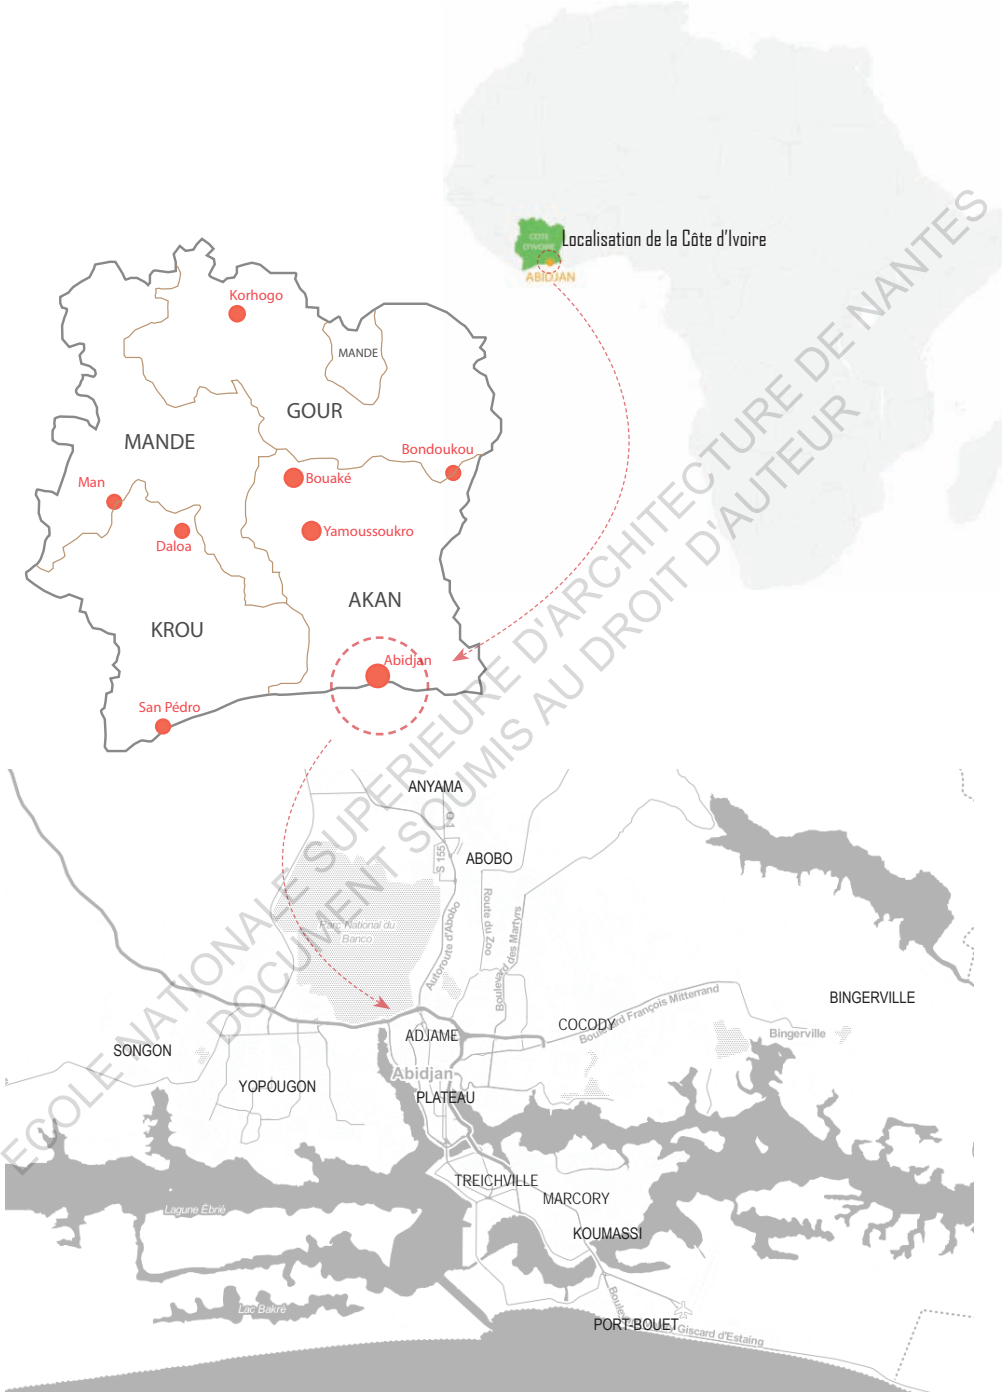 Localisation de la Côte d'Ivoire
COTE
D'IVOIRE
ABIDJAN
Korhogo
MANDE
GOUR
MANDE
Bondoukou
Man
Bouaké
Daloa
Yamoussoukro
AKAN
KROU
Abidjan
San Pédro
ECOLE NATIONALE SUPERIEURE D'ARCHITECTURE DE NANTES
DOCUMENT SOUMIS AU DROIT D'AUTEUR
ANYAMA
S 155
ABOBO
Parc National du
Banco
Autoroute d'Abobo
Route du Zoo
Boulevard des Martyrs
BINGERVILLE
COCODY
Boulevard François Mitterrand
Bingerville
ADJAME
SONGON
YOPOUGON
Abidjan
PLATEAU
TREICHVILLE
MARCORY
Lagune Ébrié
KOUMASSI
Lac Bakré
PORT-BOUET
Giscard d'Estaing